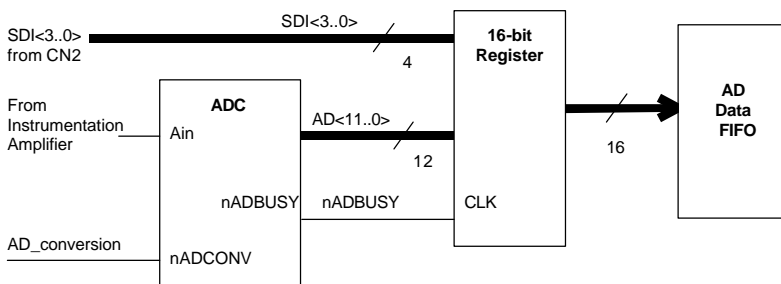 SDI<3..0>
from CN2
SDI<3..0>
4
16-bit
Register
From
Instrumentation
Amplifier
ADC
Ain
AD<11..0>
12
16
AD
Data
FIFO
nADBUSY
nADBUSY
CLK
AD_conversion
nADCONV